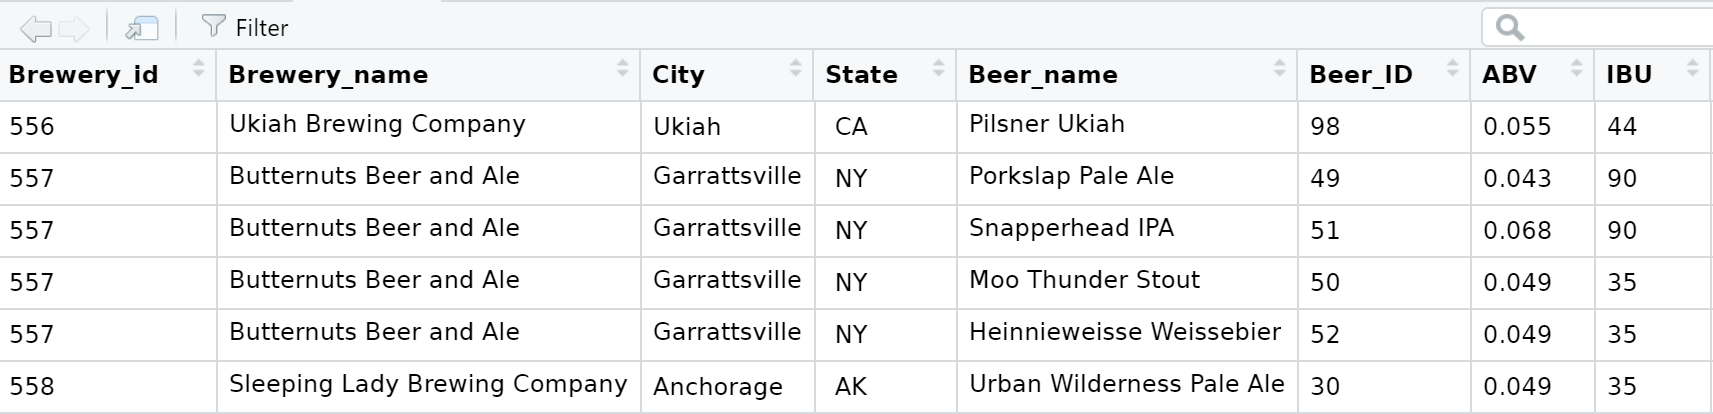 Filter
Brewery_id Brewery_name City State Beer_name Beer_ID ABV IBU
556 Ukiah Brewing Company Ukiah CA Pilsner Ukiah 98 0.055 44
557 Butternuts Beer and Ale Garrattsville NY Porkslap Pale Ale 49 0.043 90
557 Butternuts Beer and Ale Garrattsville NY Snapperhead IPA 51 0.068 90
557 Butternuts Beer and Ale Garrattsville NY Moo Thunder Stout 50 0.049 35
557 Butternuts Beer and Ale Garrattsville NY Heinnieweisse Weissebier 52 0.049 35
558 Sleeping Lady Brewing Company Anchorage AK Urban Wilderness Pale Ale 30 0.049 35